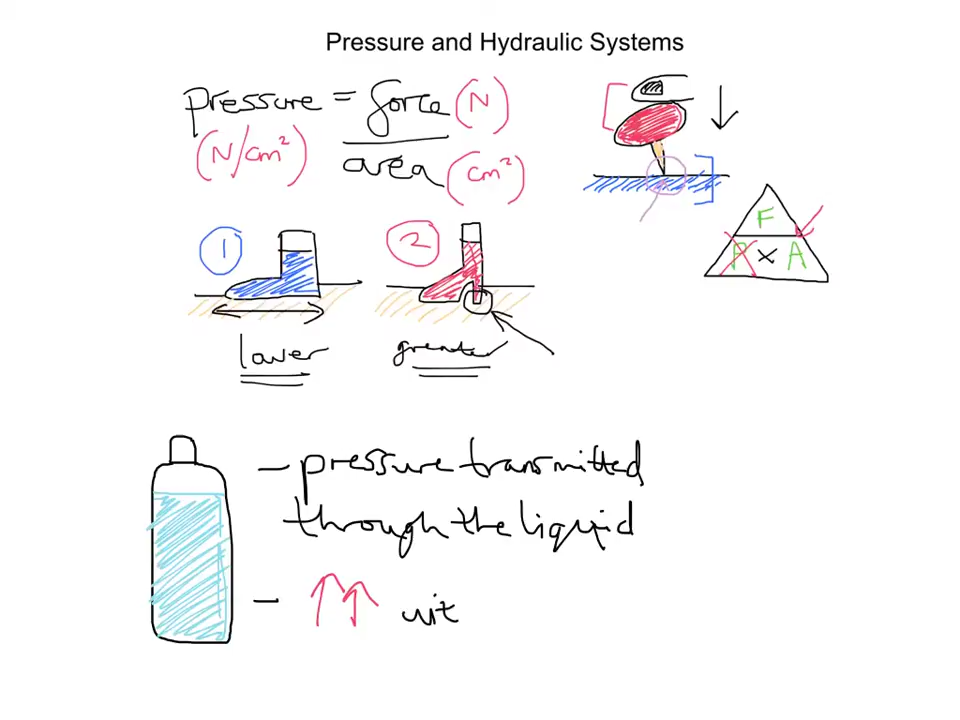 Pressure and Hydraulic Systems
pressure = force (N)
(N/cm²) area (cm²)
F
P × A
1
2
lower
greater
- pressure transmitted
through the liquid
- ↑↑ wit